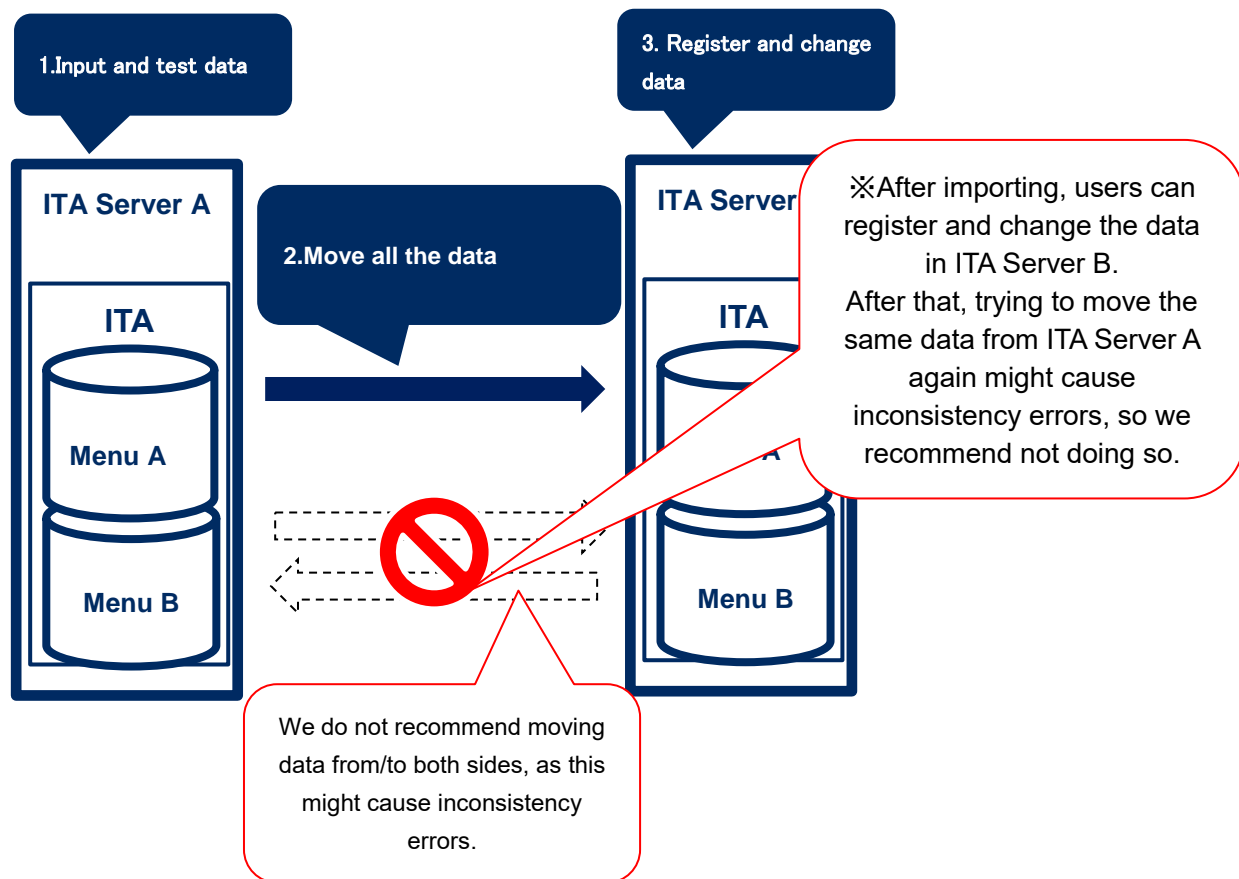 1.Input and test data
3. Register and change
data
ITA Server A
2.Move all the data
ITA Server
※After importing, users can
register and change the data
in ITA Server B.
After that, trying to move the
same data from ITA Server A
again might cause
inconsistency errors, so we
recommend not doing so.
ITA
Menu A
Menu B
ITA
A
Menu B
We do not recommend moving
data from/to both sides, as this
might cause inconsistency
errors.